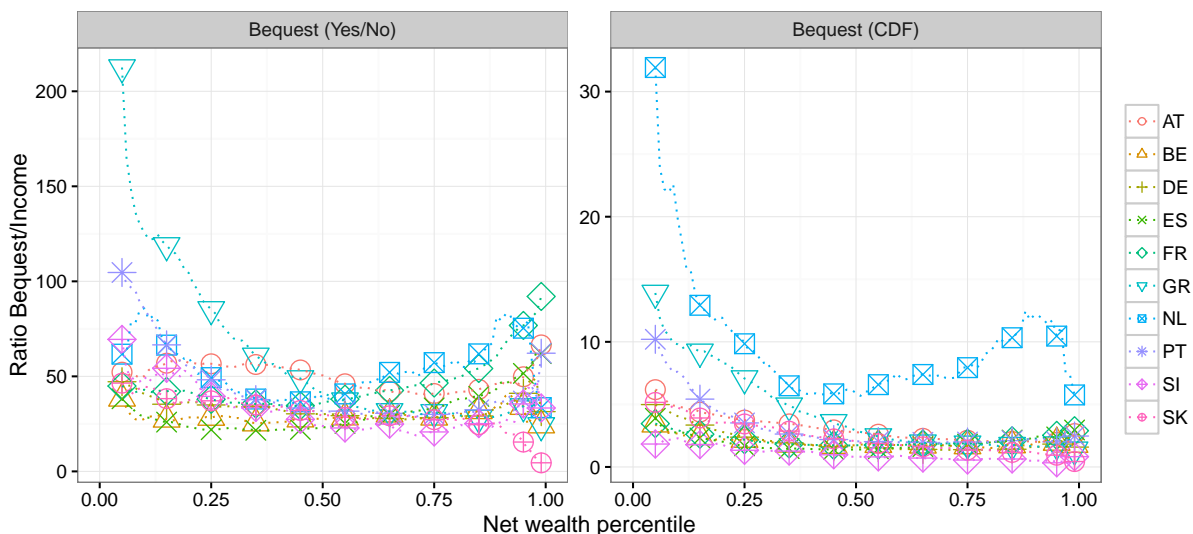 Bequest (Yes/No)
Bequest (CDF)
Ratio Bequest/Income
200
150
100
50
0
30
20
10
0
0.00 0.25 0.50 0.75 1.00
0.00 0.25 0.50 0.75 1.00
Net wealth percentile
AT
BE
DE
ES
FR
GR
NL
PT
SI
SK